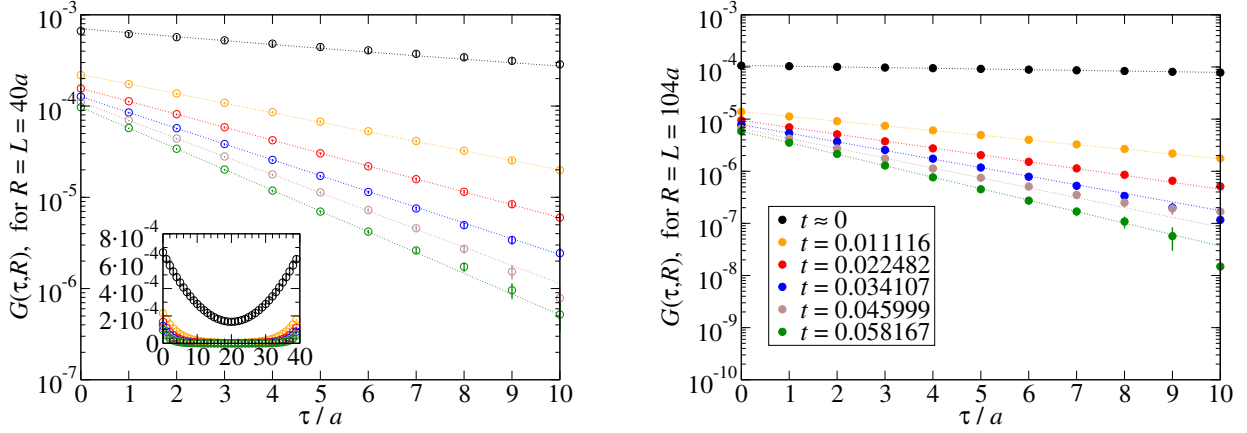 10^-3
10^-4
10^-5
10^-6
10^-7
G(τ,R), for R = L = 40a
0 1 2 3 4 5 6 7 8 9 10
τ / a
8·10^-4
6·10^-4
4·10^-4
2·10^-4
0
0 10 20 30 40
10^-3
10^-4
10^-5
10^-6
10^-7
10^-8
10^-9
10^-10
G(τ,R), for R = L = 104a
t ≈ 0
t = 0.011116
t = 0.022482
t = 0.034107
t = 0.045999
t = 0.058167
0 1 2 3 4 5 6 7 8 9 10
τ / a